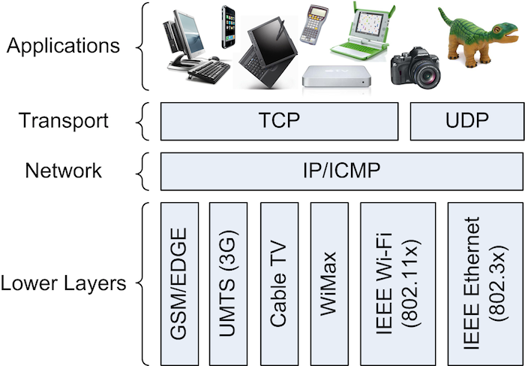 Applications
Transport
TCP
UDP
Network
IP/ICMP
Lower Layers
GSM/EDGE
UMTS (3G)
Cable TV
WiMax
IEEE Wi-Fi
(802.11x)
IEEE Ethernet
(802.3x)